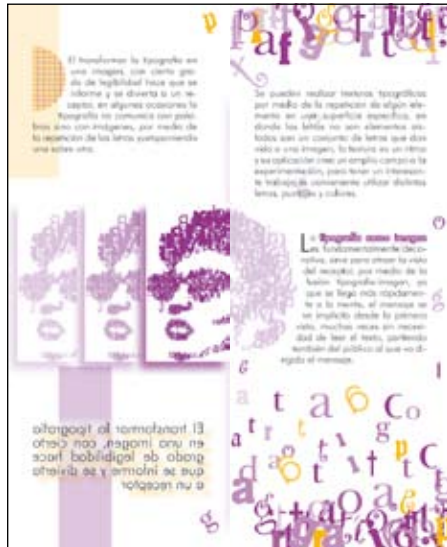 El transformar la tipografía en
una imagen, con cierto gra-
do de legibilidad hace que se
informe y se divierta a un re-
ceptor, en algunas ocasiones la
tipografía no comunica con pala-
bras sino con imágenes, por medio de
la repetición de las letras yuxtaponiendo
una sobre otra.
El transformar la tipografía
en una imagen, con cierto
grado de legibilidad hace
que se informe y se divierta
a un receptor
Se pueden realizar texturas tipográficas
por medio de la repetición de algún ele-
mento en una superficie específica, en
donde las letras no son elementos ais-
lados son un conjunto de letras que dan
vida a una imagen, la textura es un ritmo
y su aplicación crea un amplio campo a la
experimentación, para tener un interesan-
te trabajo es conveniente utilizar distintas
letras, puntajes y colores.
La tipografía como imagen
es fundamentalmente deco-
rativa, sirve para atraer la vista
del receptor, por medio de la
fusión tipografía-imagen, ya
que se llega más rápidamen-
te a la mente, el mensaje se
ve implícito desde la primera
vista, muchas veces sin necesi-
dad de leer el texto, partiendo
también del público al que va di-
rigido el mensaje.